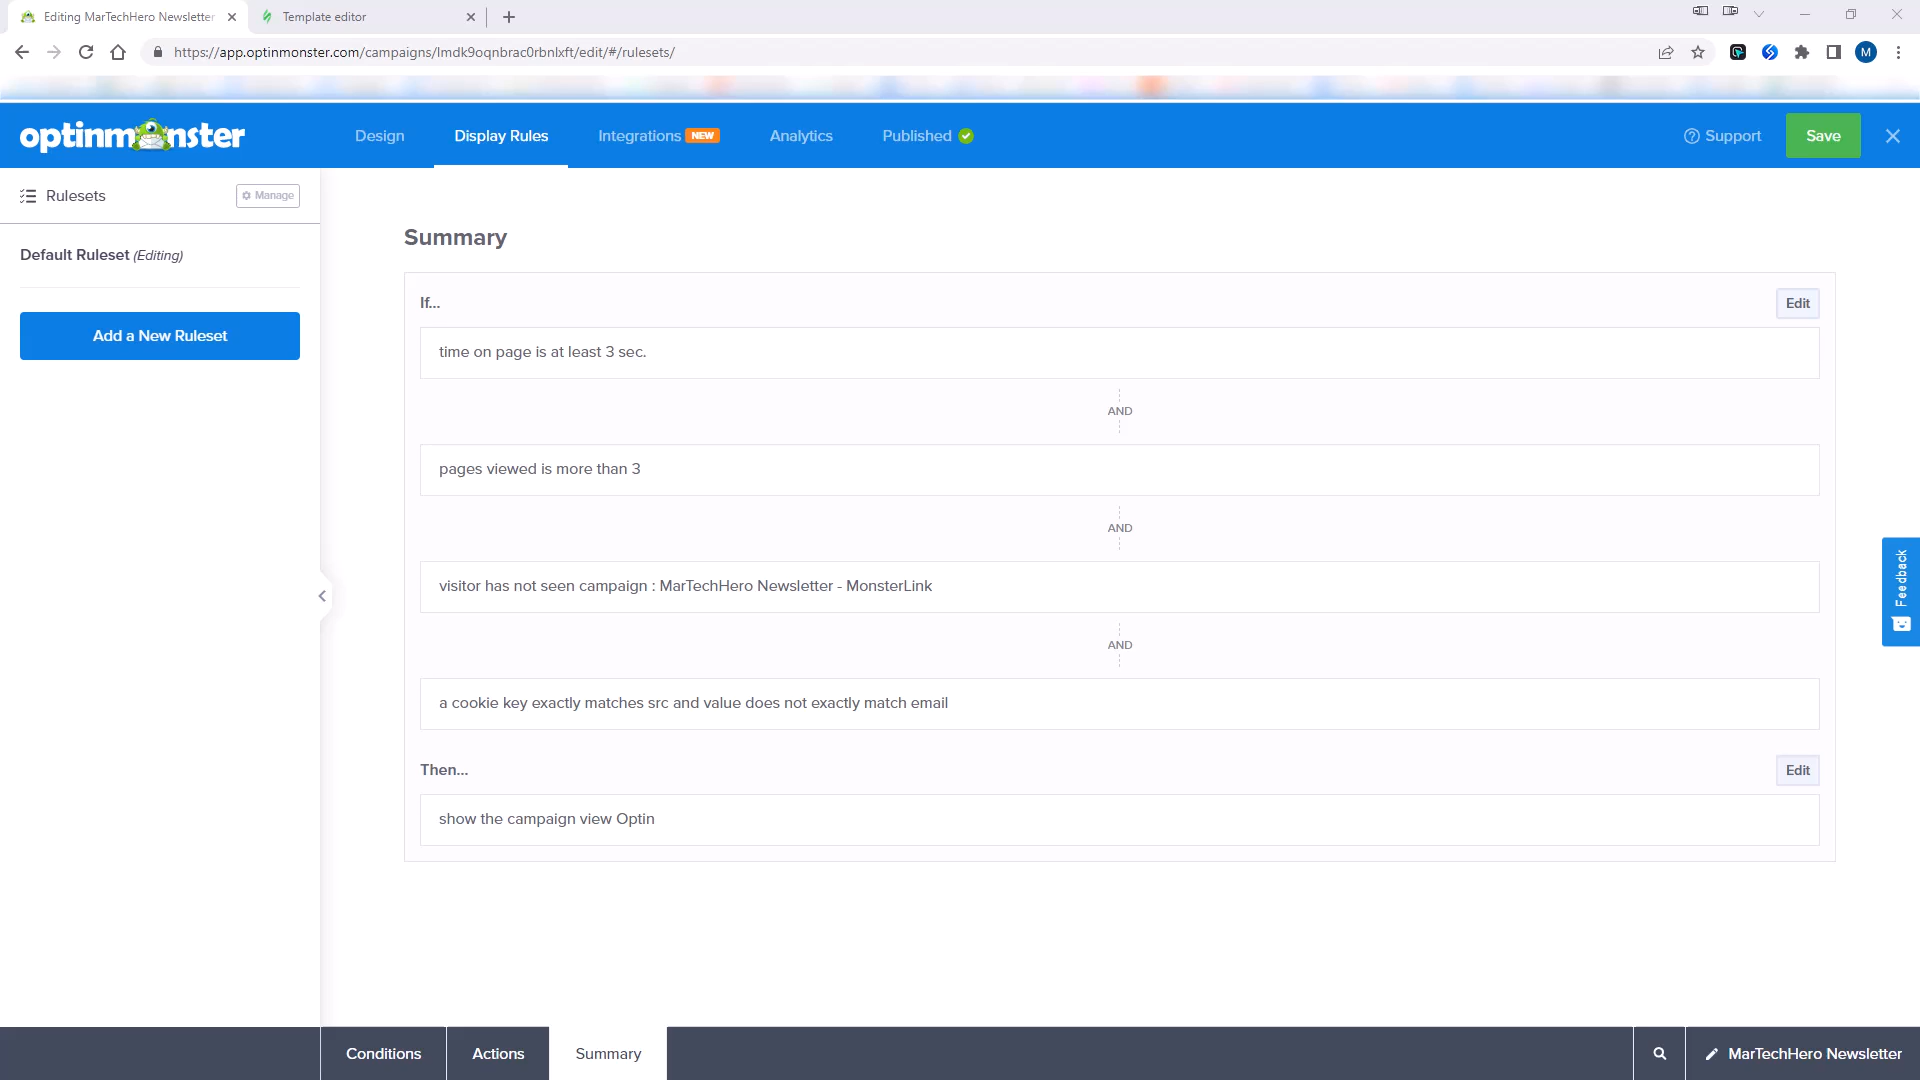 Editing MarTechHero Newsletter
Template editor
https://app.optinmonster.com/campaigns/lmdk9oqnbrac0rbnlxft/edit/#/rulesets/
M
optinmonster
Design
Display Rules
Integrations NEW
Analytics
Published
Support
Save
Rulesets
Manage
Default Ruleset (Editing)
Add a New Ruleset
Summary
If...
Edit
time on page is at least 3 sec.
AND
pages viewed is more than 3
AND
visitor has not seen campaign : MarTechHero Newsletter - MonsterLink
AND
a cookie key exactly matches src and value does not exactly match email
Then...
Edit
show the campaign view Optin
Feedback
Conditions
Actions
Summary
MarTechHero Newsletter